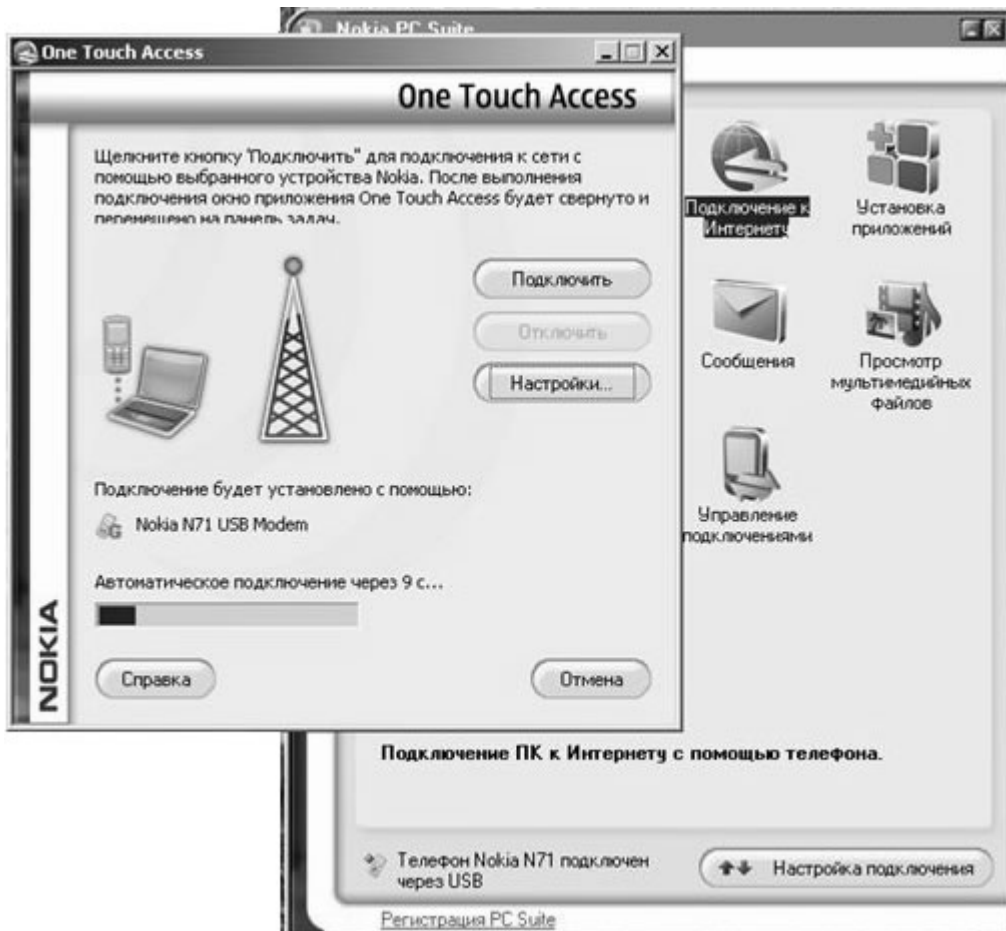 Nokia PC Suite
One Touch Access
One Touch Access
Щелкните кнопку "Подключить" для подключения к сети с
помощью выбранного устройства Nokia. После выполнения
подключения окно приложения One Touch Access будет свернуто и
перемещено на панель задач.
Подключить
Отключить
Настройки...
Подключение будет установлено с помощью:
Nokia N71 USB Modem
Автоматическое подключение через 9 с...
Справка
Отмена
NOKIA
Подключение к
Интернету
Установка
приложений
Сообщения
Просмотр
мультимедийных
файлов
Управление
подключениями
Подключение ПК к Интернету с помощью телефона.
Телефон Nokia N71 подключен
через USB
Настройка подключения
Регистрация PC Suite